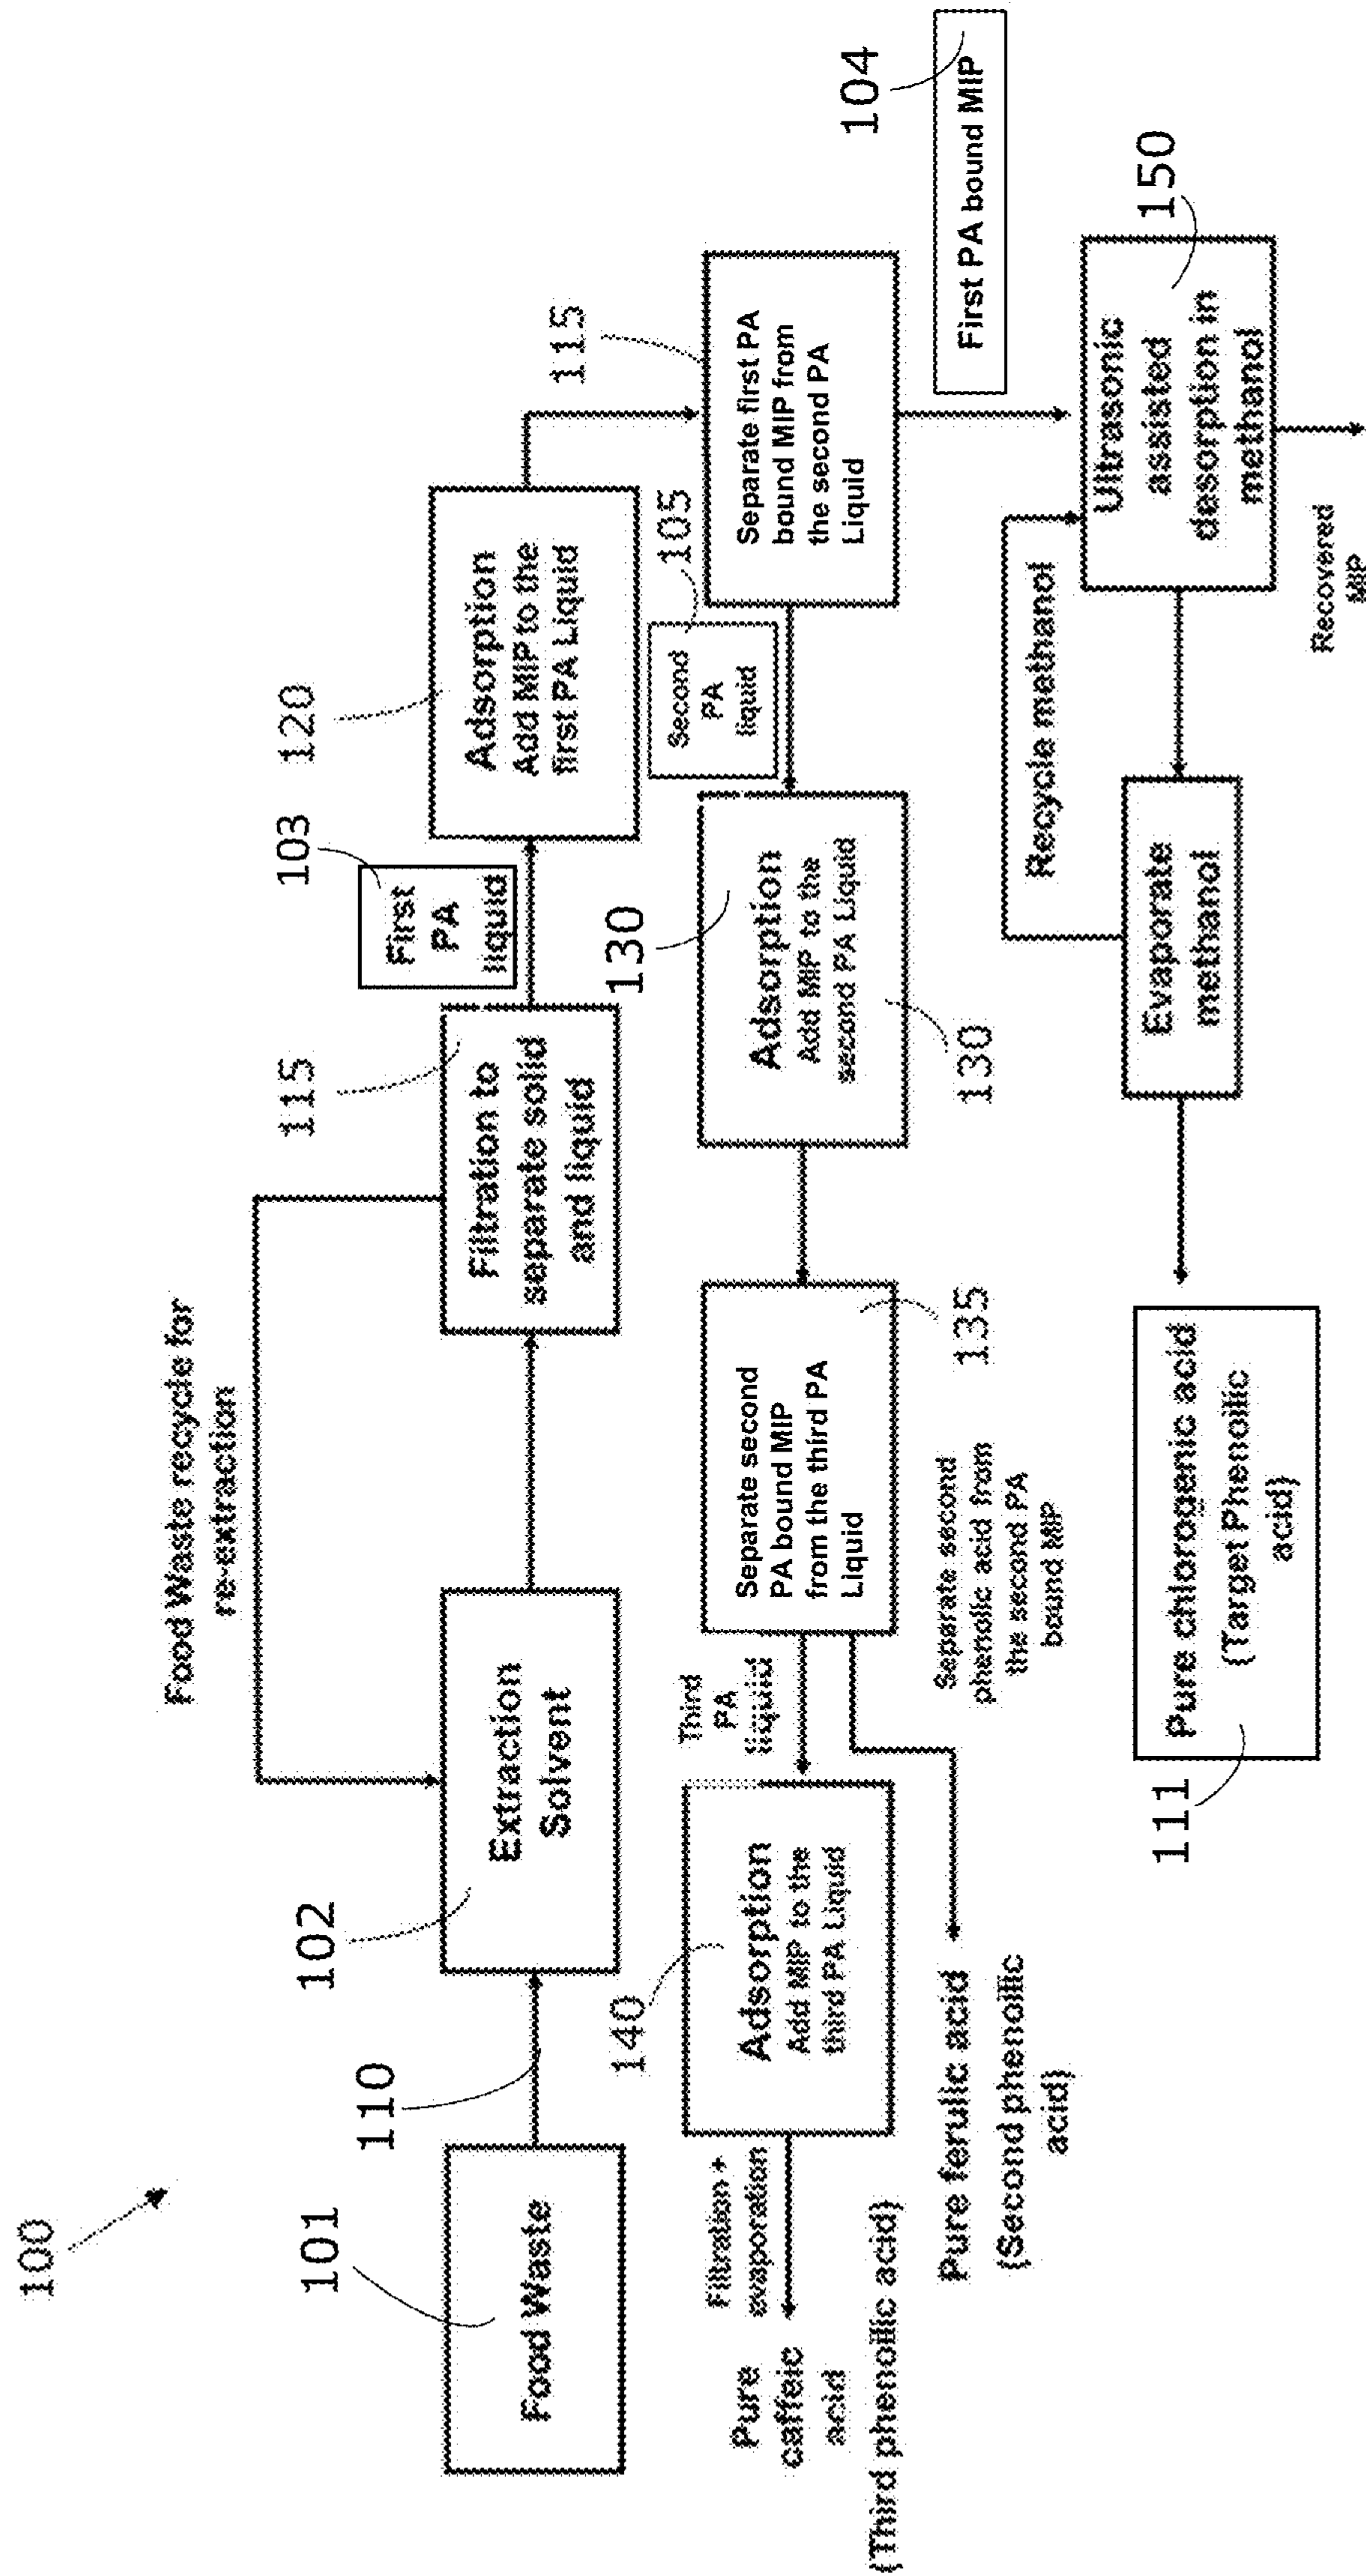 100
Food Waste recycle for
re-extraction
101
Food Waste
110
102
Extraction
Solvent
115
Filtration to
separate solid
and liquid
103
First
PA
liquid
120
Adsorption
Add MIP to the
first PA Liquid
115
Separate first PA
bound MIP from
the second PA
Liquid
105
Second
PA
liquid
130
Adsorption
Add MIP to the
second PA Liquid
130
Separate second
PA bound MIP
from the third PA
Liquid
135
Third
PA
liquid
140
Adsorption
Add MIP to the
third PA Liquid
Filtration +
evaporation
Pure
caffeic
acid
(Third phenollic acid)
Separate second
phenolic acid from
the second PA
bound MIP
Pure ferulic acid
(Second phenollic
acid)
104
First PA bound MIP
150
Ultrasonic
assisted
desorption in
methanol
Recovered
MIP
Recycle methanol
Evaporate
methanol
Pure chlorogenic acid
(Target Phenollic
acid)
111